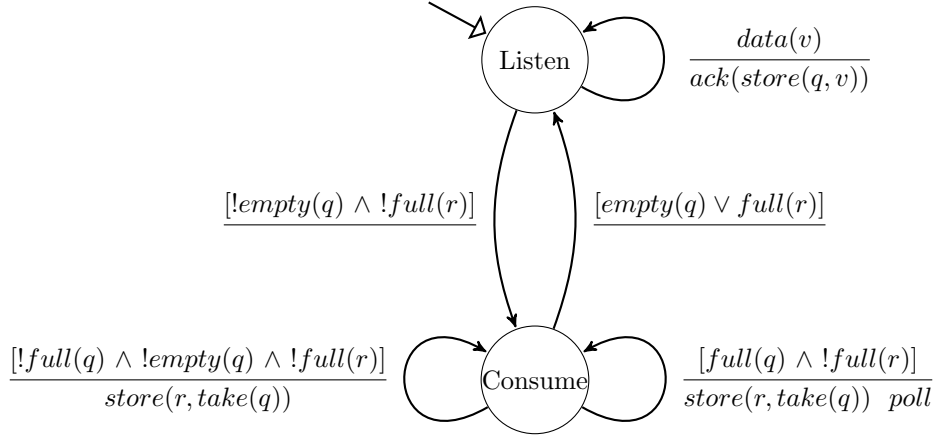 Listen
data(v)
ack(store(q, v))
[!empty(q) ∧ !full(r)]
[empty(q) ∨ full(r)]
[!full(q) ∧ !empty(q) ∧ !full(r)]
store(r, take(q))
Consume
[full(q) ∧ !full(r)]
store(r, take(q)) poll